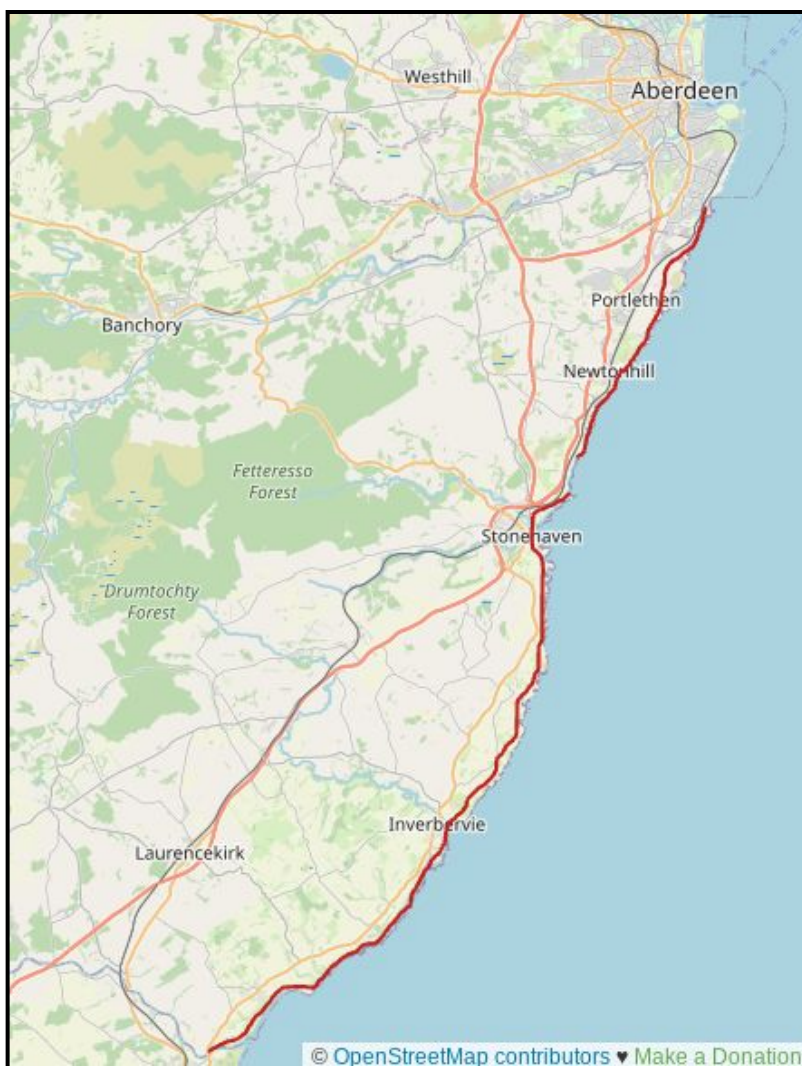 Westhill
Aberdeen
Portlethen
Banchory
Newtonhill
Fetteresso
Forest
Stonehaven
Drumtochty
Forest
Inverbervie
Laurencekirk
© OpenStreetMap contributors ♥ Make a Donation